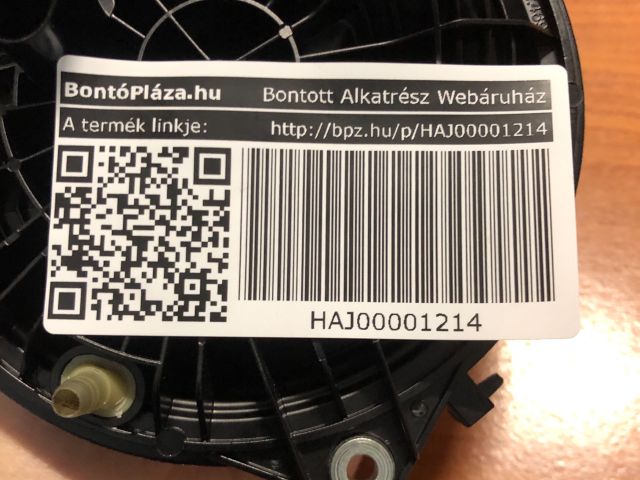 BontóPláza.hu Bontott Alkatrész Webáruház
A termék linkje: http://bpz.hu/p/HAJ00001214
HAJ00001214